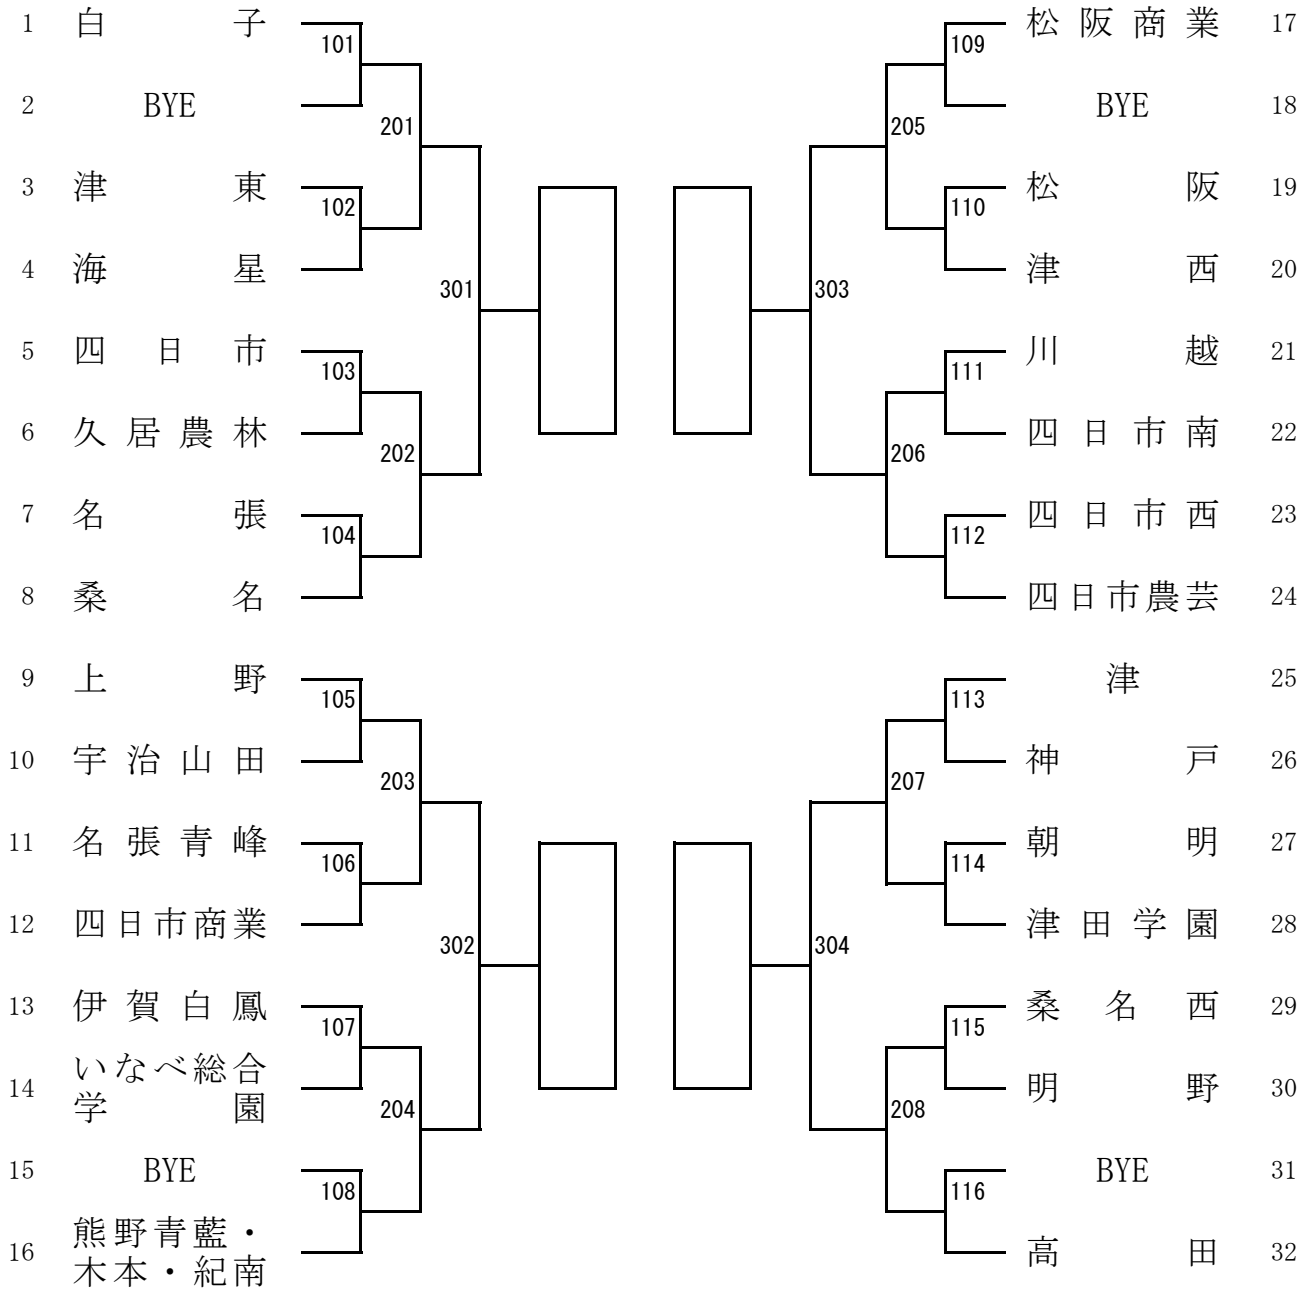 1 白子
101
2 BYE
201
3 津東
102
4 海星
301
5 四日市
103
6 久居農林
202
7 名張
104
8 桑名
9 上野
105
10 宇治山田
203
11 名張青峰
106
12 四日市商業
302
13 伊賀白鳳
107
14 いなべ総合
学園
204
15 BYE
108
16 熊野青藍・
木本・紀南
松阪商業 17
109
BYE 18
205
松阪 19
110
津西 20
303
川越 21
111
四日市南 22
206
四日市西 23
112
四日市農芸 24
津 25
113
神戸 26
207
朝明 27
114
津田学園 28
304
桑名西 29
115
明野 30
208
BYE 31
116
高田 32